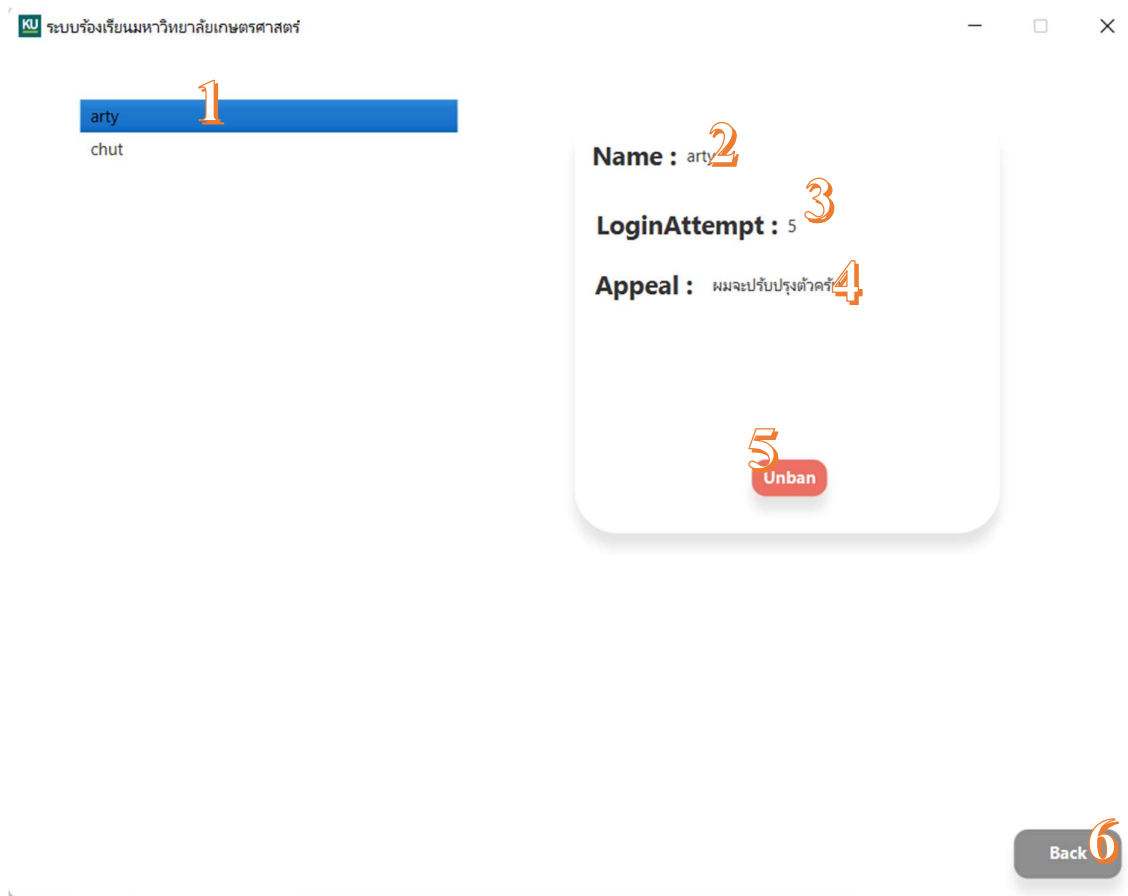 KU ระบบร้องเรียนมหาวิทยาลัยเกษตรศาสตร์
1
arty
chut
2
Name : arty
3
LoginAttempt : 5
4
Appeal : ผมจะปรับปรุงตัวครับ
5
Unban
Back 6